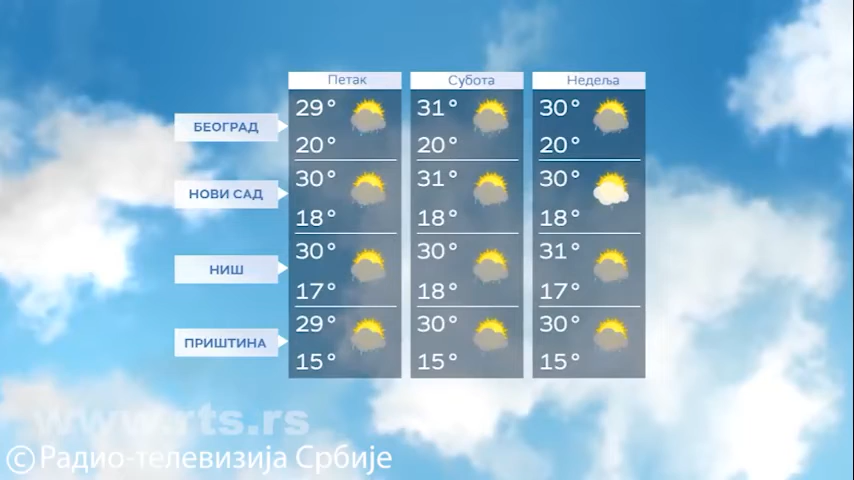 Петак Субота Недеља
БЕОГРАД 29° 31° 30°
20° 20° 20°
НОВИ САД 30° 31° 30°
18° 18° 18°
НИШ 30° 30° 31°
17° 18° 17°
ПРИШТИНА 29° 30° 30°
15° 15° 15°
www.rts.rs
©Радио-телевизија Србије